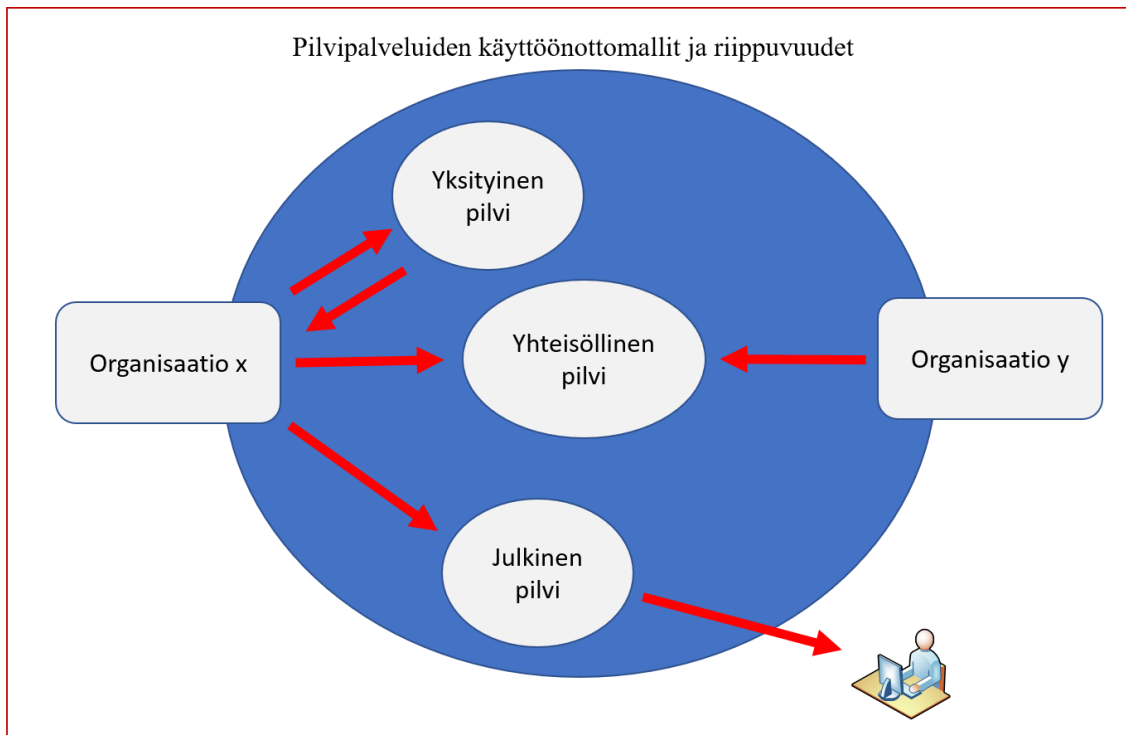 Pilvipalveluiden käyttöönottomallit ja riippuvuudet
Yksityinen
pilvi
Organisaatio x
Yhteisöllinen
pilvi
Organisaatio y
Julkinen
pilvi